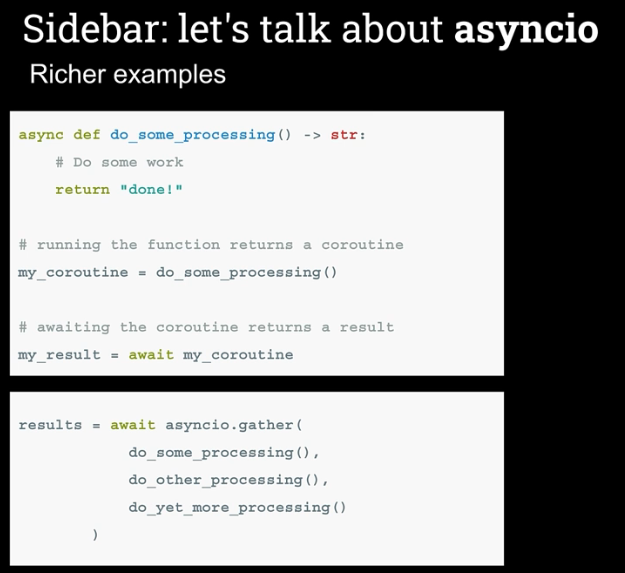 Sidebar: let's talk about asyncio
Richer examples
async def do_some_processing() -> str:
    # Do some work
    return "done!"
# running the function returns a coroutine
my_coroutine = do_some_processing()
# awaiting the coroutine returns a result
my_result = await my_coroutine
results = await asyncio.gather(
            do_some_processing(),
            do_other_processing(),
            do_yet_more_processing()
        )